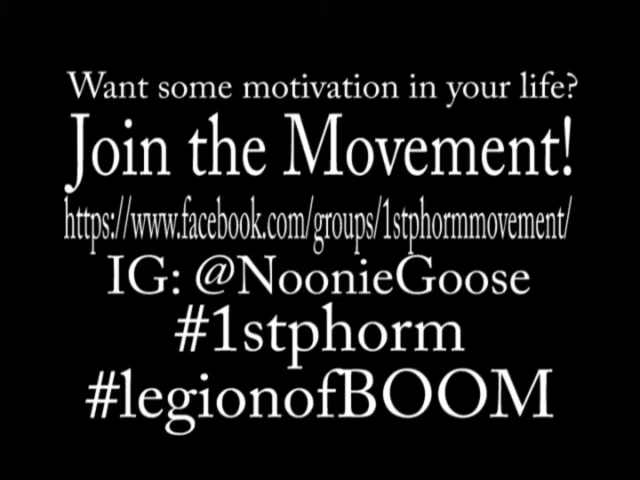 Want some motivation in your life?
Join the Movement!
https://www.facebook.com/groups/1stphormmovement/
IG: @NoonieGoose
#1stphorm
#legionofBOOM